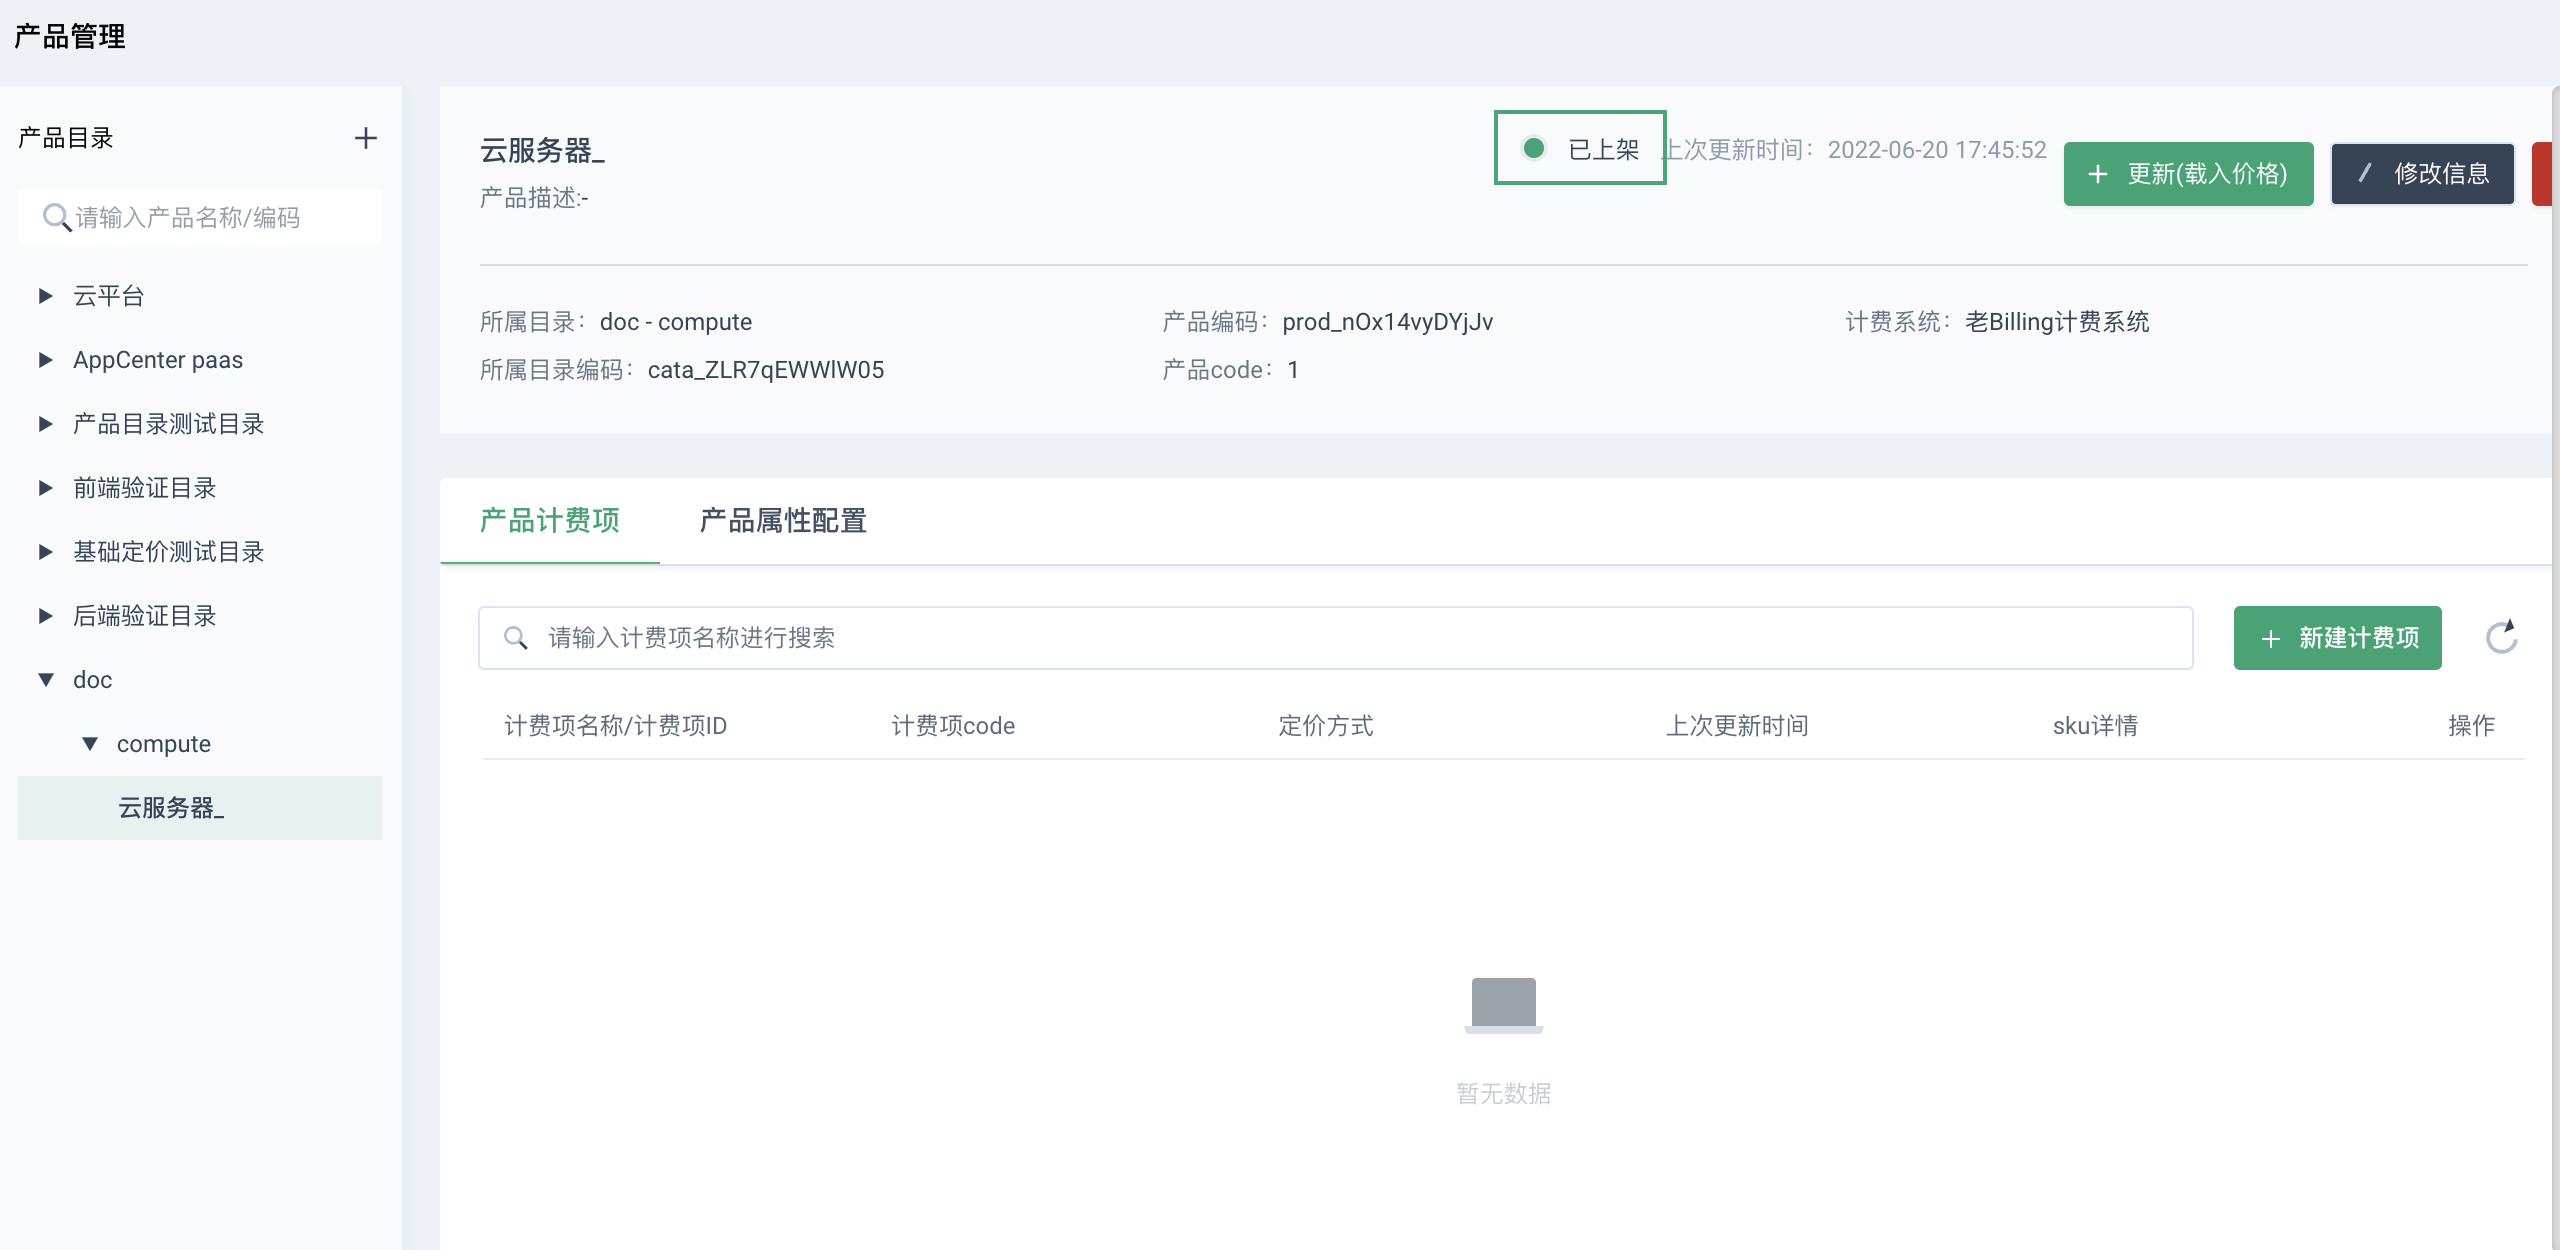 产品管理
产品目录
请输入产品名称/编码
云平台
AppCenter paas
产品目录测试目录
前端验证目录
基础定价测试目录
后端验证目录
doc
compute
云服务器_
云服务器_
已上架
上次更新时间：2022-06-20 17:45:52
更新(载入价格)
修改信息
产品描述:-
所属目录：doc - compute
产品编码：prod_nOx14vyDYjJv
计费系统：老Billing计费系统
所属目录编码：cata_ZLR7qEWWlW05
产品code：1
产品计费项
产品属性配置
请输入计费项名称进行搜索
新建计费项
计费项名称/计费项ID
计费项code
定价方式
上次更新时间
sku详情
操作
暂无数据